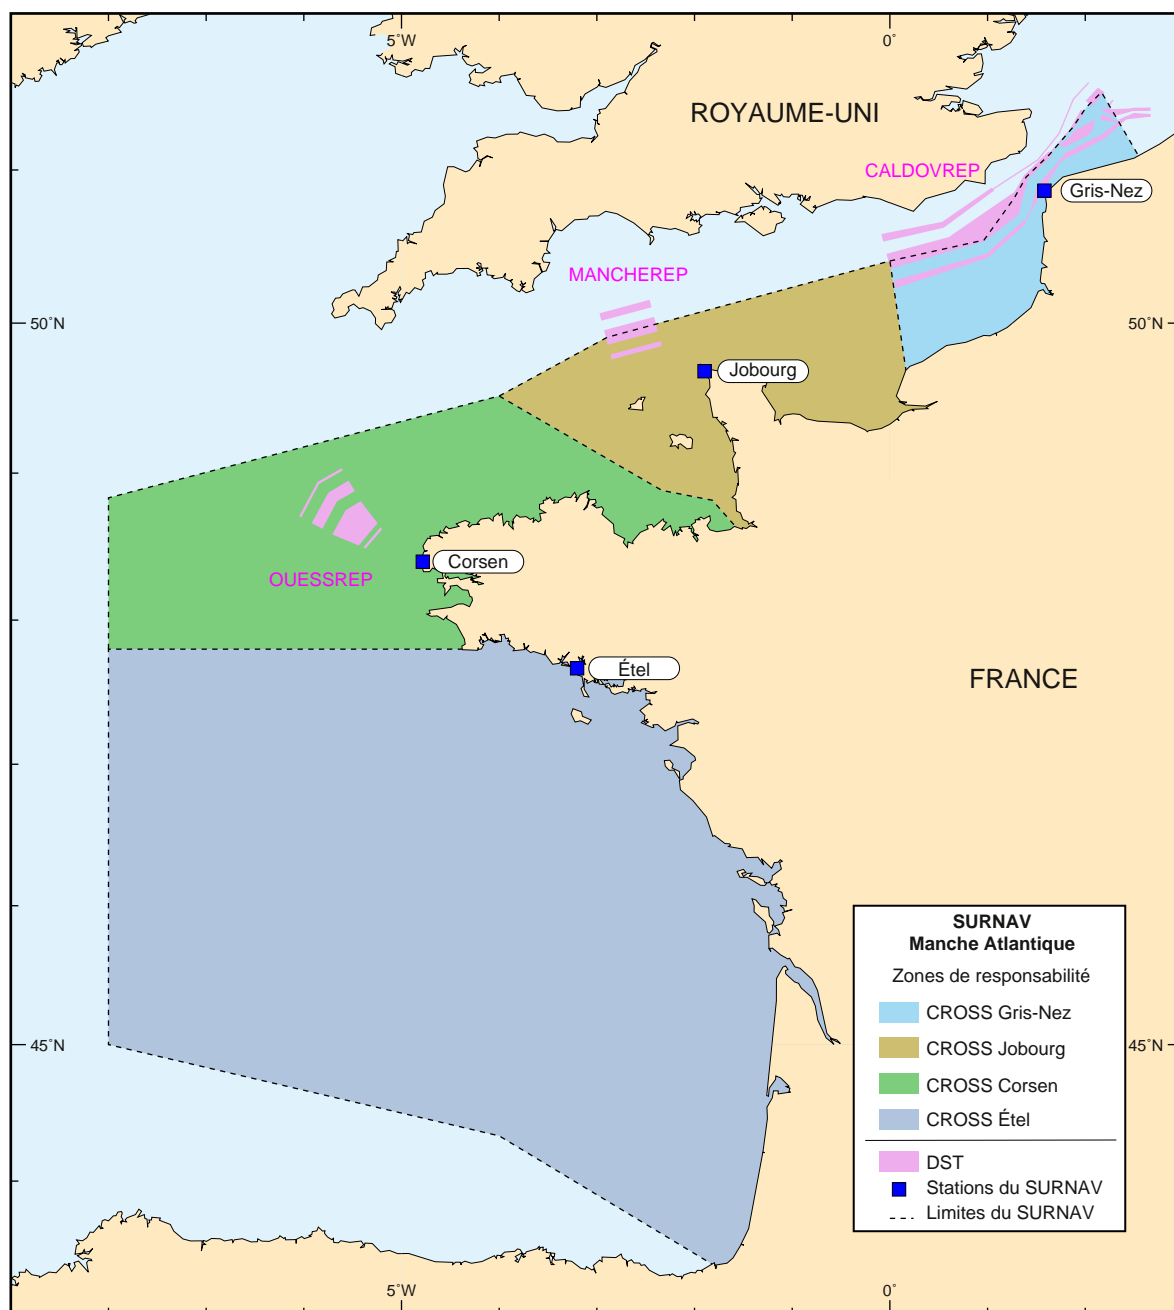 5°W
0°
ROYAUME-UNI
CALDOVREP
Gris-Nez
MANCHEREP
50°N
50°N
Jobourg
Corsen
OUESSREP
Étel
FRANCE
SURNAV
Manche Atlantique
Zones de responsabilité
CROSS Gris-Nez
CROSS Jobourg
45°N
45°N
CROSS Corsen
CROSS Étel
DST
Stations du SURNAV
Limites du SURNAV
5°W
0°